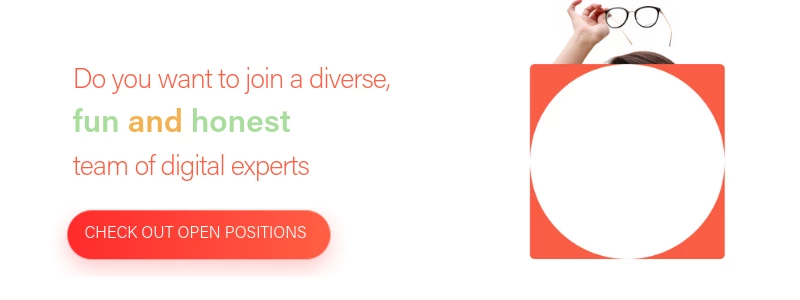 Do you want to join a diverse,
fun and honest
team of digital experts
CHECK OUT OPEN POSITIONS